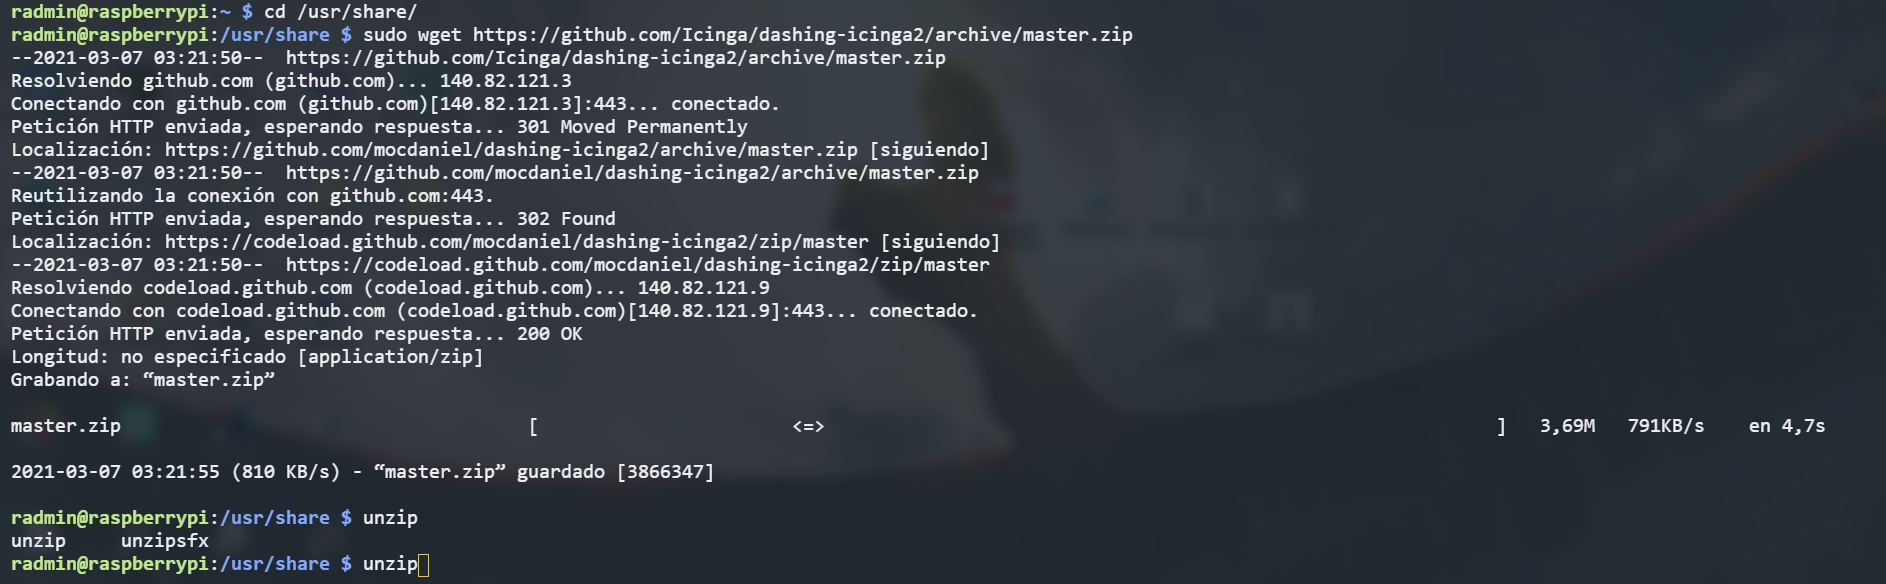 radmin@raspberrypi:~ $ cd /usr/share/
radmin@raspberrypi:/usr/share $ sudo wget https://github.com/Icinga/dashing-icinga2/archive/master.zip
--2021-03-07 03:21:50--  https://github.com/Icinga/dashing-icinga2/archive/master.zip
Resolviendo github.com (github.com)... 140.82.121.3
Conectando con github.com (github.com)[140.82.121.3]:443... conectado.
Petición HTTP enviada, esperando respuesta... 301 Moved Permanently
Localización: https://github.com/mocdaniel/dashing-icinga2/archive/master.zip [siguiendo]
--2021-03-07 03:21:50--  https://github.com/mocdaniel/dashing-icinga2/archive/master.zip
Reutilizando la conexión con github.com:443.
Petición HTTP enviada, esperando respuesta... 302 Found
Localización: https://codeload.github.com/mocdaniel/dashing-icinga2/zip/master [siguiendo]
--2021-03-07 03:21:50--  https://codeload.github.com/mocdaniel/dashing-icinga2/zip/master
Resolviendo codeload.github.com (codeload.github.com)... 140.82.121.9
Conectando con codeload.github.com (codeload.github.com)[140.82.121.9]:443... conectado.
Petición HTTP enviada, esperando respuesta... 200 OK
Longitud: no especificado [application/zip]
Grabando a: “master.zip”
master.zip [ <=> ] 3,69M 791KB/s en 4,7s
2021-03-07 03:21:55 (810 KB/s) - “master.zip” guardado [3866347]
radmin@raspberrypi:/usr/share $ unzip
unzip     unzipsfx
radmin@raspberrypi:/usr/share $ unzip